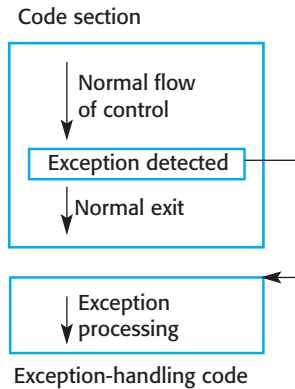 Code section
Normal flow
of control
Exception detected
Normal exit
Exception
processing
Exception-handling code